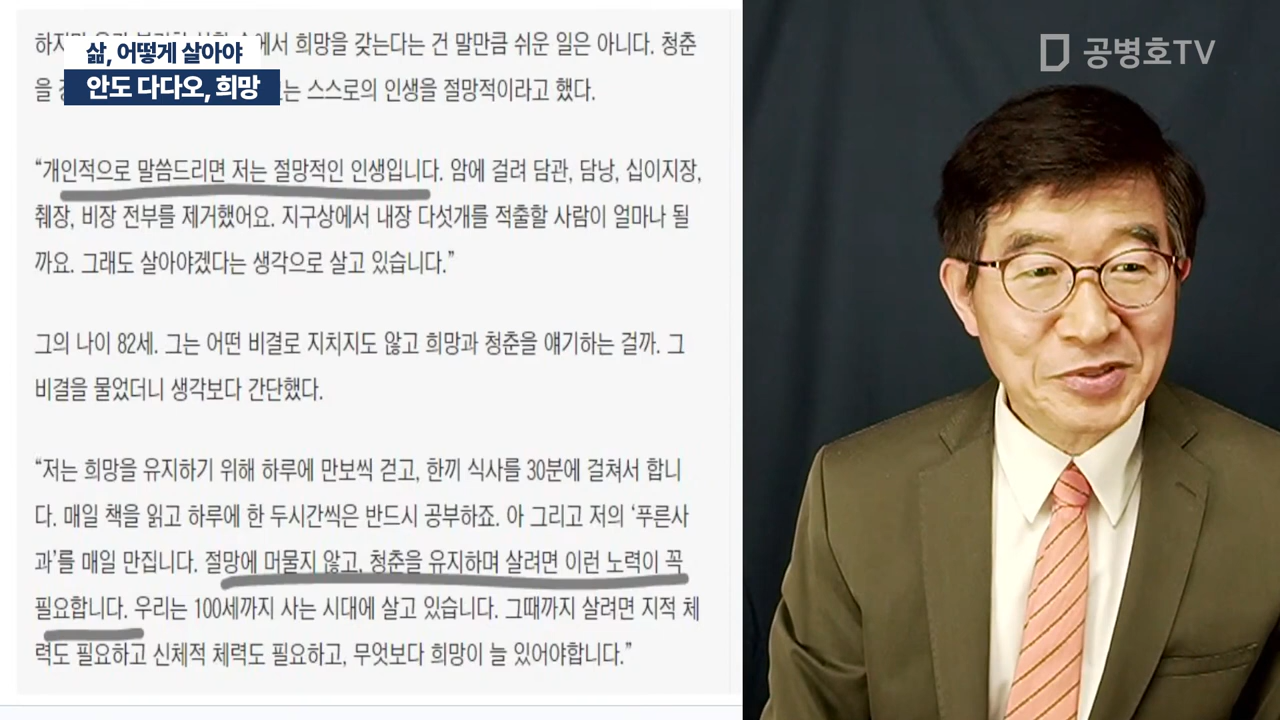 삶, 어떻게 살아야
안도 다다오, 희망
공병호TV
에서 희망을 갖는다는 건 말만큼 쉬운 일은 아니다. 청춘
을
는 스스로의 인생을 절망적이라고 했다.
“개인적으로 말씀드리면 저는 절망적인 인생입니다. 암에 걸려 담관, 담낭, 십이지장,
췌장, 비장 전부를 제거했어요. 지구상에서 내장 다섯개를 적출할 사람이 얼마나 될
까요. 그래도 살아야겠다는 생각으로 살고 있습니다.”
그의 나이 82세. 그는 어떤 비결로 지치지도 않고 희망과 청춘을 얘기하는 걸까. 그
비결을 물었더니 생각보다 간단했다.
“저는 희망을 유지하기 위해 하루에 만보씩 걷고, 한끼 식사를 30분에 걸쳐서 합니
다. 매일 책을 읽고 하루에 한 두시간씩은 반드시 공부하죠. 아 그리고 저의 ‘푸른사
과’를 매일 만집니다. 절망에 머물지 않고, 청춘을 유지하며 살려면 이런 노력이 꼭
필요합니다. 우리는 100세까지 사는 시대에 살고 있습니다. 그때까지 살려면 지적 체
력도 필요하고 신체적 체력도 필요하고, 무엇보다 희망이 늘 있어야합니다.”